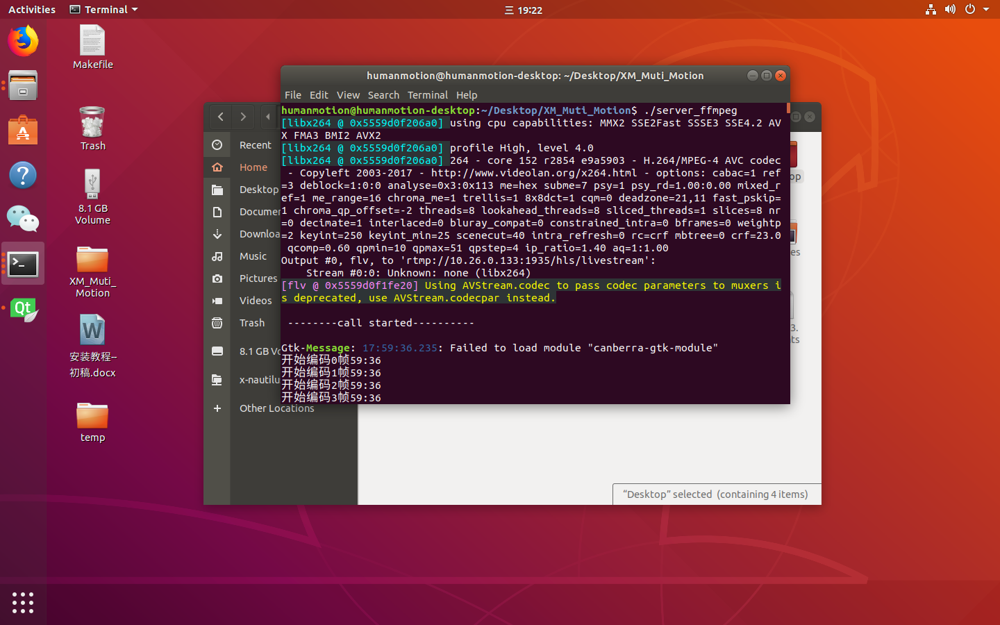 Activities
Terminal
三 19:22
Makefile
Trash
8.1 GB
Volume
XM_Muti_
Motion
安装教程--
初稿.docx
temp
humanmotion@humanmotion-desktop: ~/Desktop/XM_Muti_Motion
File Edit View Search Terminal Help
humanmotion@humanmotion-desktop:~/Desktop/XM_Muti_Motion$ ./server_ffmpeg
[libx264 @ 0x5559d0f206a0] using cpu capabilities: MMX2 SSE2Fast SSSE3 SSE4.2 AV
X FMA3 BMI2 AVX2
[libx264 @ 0x5559d0f206a0] profile High, level 4.0
[libx264 @ 0x5559d0f206a0] 264 - core 152 r2854 e9a5903 - H.264/MPEG-4 AVC codec
- Copyleft 2003-2017 - http://www.videolan.org/x264.html - options: cabac=1 ref
=3 deblock=1:0:0 analyse=0x3:0x113 me=hex subme=7 psy=1 psy_rd=1.00:0.00 mixed_r
ef=1 me_range=16 chroma_me=1 trellis=1 8x8dct=1 cqm=0 deadzone=21,11 fast_pskip=
1 chroma_qp_offset=-2 threads=8 lookahead_threads=8 sliced_threads=1 slices=8 nr
=0 decimate=1 interlaced=0 bluray_compat=0 constrained_intra=0 bframes=0 weightp
=2 keyint=250 keyint_min=25 scenecut=40 intra_refresh=0 rc=crf mbtree=0 crf=23.0
qcomp=0.60 qpmin=10 qpmax=51 qpstep=4 ip_ratio=1.40 aq=1:1.00
Output #0, flv, to 'rtmp://10.26.0.133:1935/hls/livestream':
Stream #0:0: Unknown: none (libx264)
[flv @ 0x5559d0f1fe20] Using AVStream.codec to pass codec parameters to muxers i
s deprecated, use AVStream.codecpar instead.
--------call started----------
Gtk-Message: 17:59:36.235: Failed to load module "canberra-gtk-module"
开始编码0帧59:36
开始编码1帧59:36
开始编码2帧59:36
开始编码3帧59:36
Recent
Home
Desktop
Documen
Downloa
Music
Pictures
Videos
Trash
8.1 GB Vo
x-nautilu
Other Locations
op
es
3.
ts
“Desktop” selected (containing 4 items)
Qt